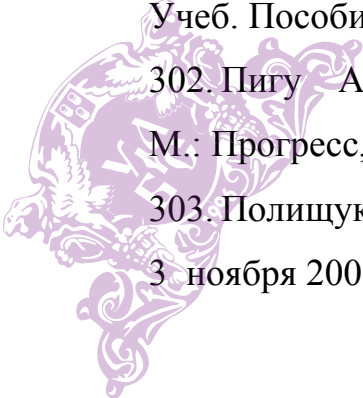 Учеб. Пособи
302. Пигу А
М.: Прогресс,
303. Полищук
3 ноября 200